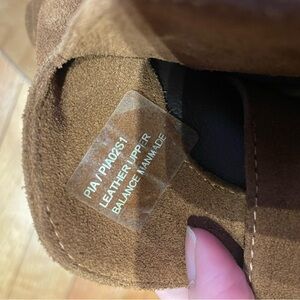 PIA / PIA02S1
LEATHER UPPER
BALANCE MANMADE